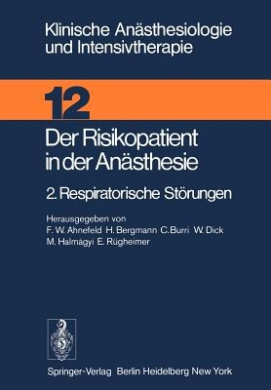 Klinische Anästhesiologie
und Intensivtherapie
12
Der Risikopatient
in der Anästhesie
2. Respiratorische Störungen
Herausgegeben von
F. W. Ahnefeld H. Bergmann C. Burri W. Dick
M. Halmágyi E. Rügheimer
Springer-Verlag Berlin Heidelberg New York